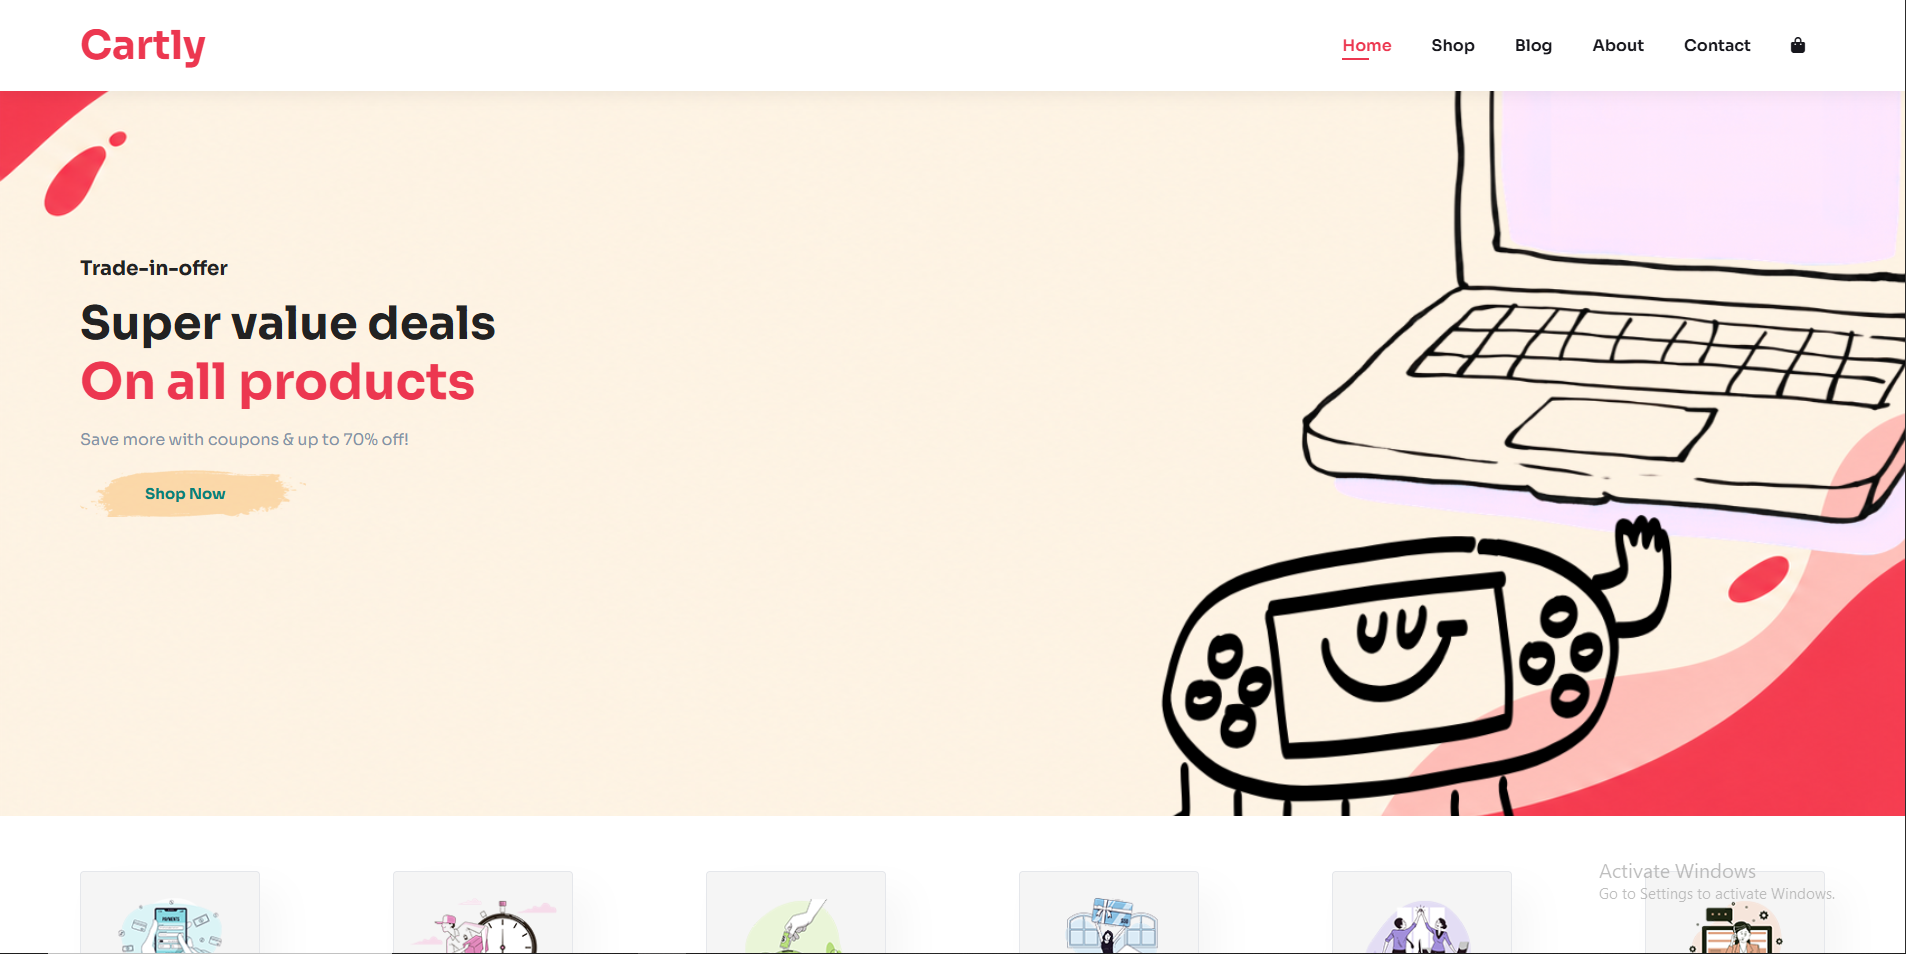 Cartly
Home Shop Blog About Contact
Trade-in-offer
Super value deals
On all products
Save more with coupons & up to 70% off!
Shop Now
Activate Windows
Go to Settings to activate Windows.
PAYMENTS